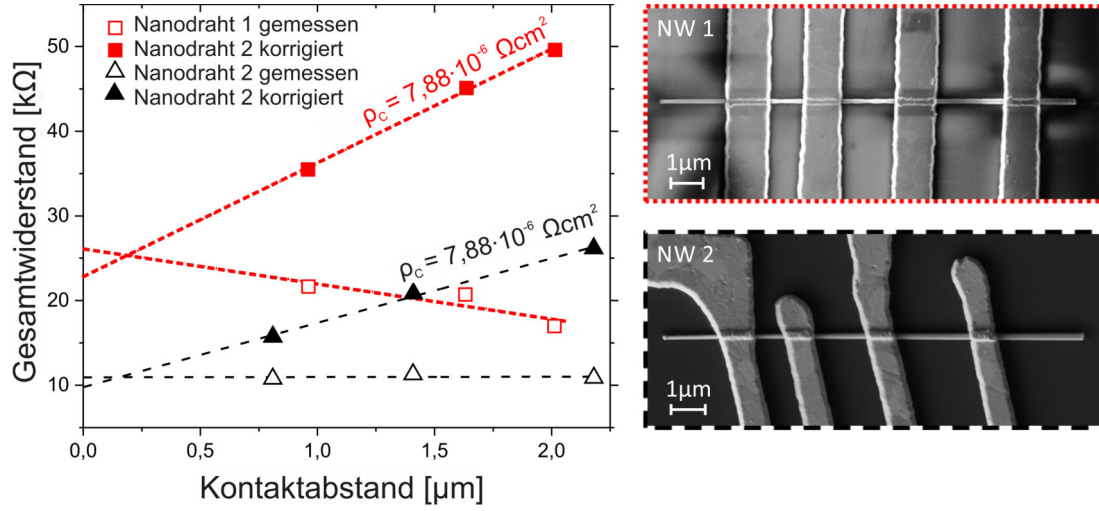 Gesamtwiderstand [kΩ]
50
40
30
20
10
0,0
0,5
1,0
1,5
2,0
Kontaktabstand [µm]
Nanodraht 1 gemessen
Nanodraht 2 korrigiert
Nanodraht 2 gemessen
Nanodraht 2 korrigiert
ρC = 7,88·10⁻⁶ Ωcm²
ρC = 7,88·10⁻⁶ Ωcm²
NW 1
1µm
NW 2
1µm